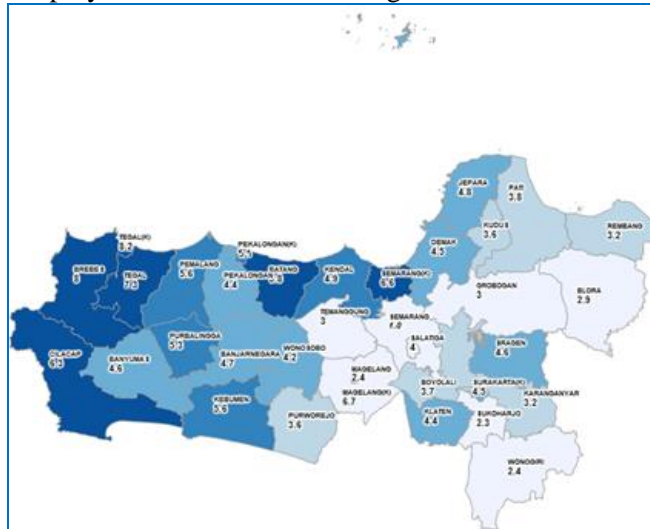 JEPARA
4.8
PATI
3.8
KUDUS
3.6
REMBANG
3.2
DEMAK
4.5
TEGAL(K)
8.2
PEKALONGAN(K)
BREBES
8
TEGAL
7.3
PEMALANG
5.6
PEKALONGAN
4.4
BATANG
KENDAL
4.9
SEMARANG(K)
6.6
GROBOGAN
3
BLORA
2.9
TEMANGGUNG
3
SEMARANG
PURBALINGGA
5.3
CILACAP
BANYUMAS
4.6
BANJARNEGARA
4.7
WONOSOBO
4.2
SALATIGA
4
SRAGEN
4.6
MAGELANG
2.4
MAGELANG(K)
6.7
BOYOLALI
3.7
SURAKARTA(K)
4.5
KARANGANYAR
3.2
KEBUMEN
5.6
PURWOREJO
3.6
KLATEN
4.4
SUKOHARJO
2.3
WONOGIRI
2.4